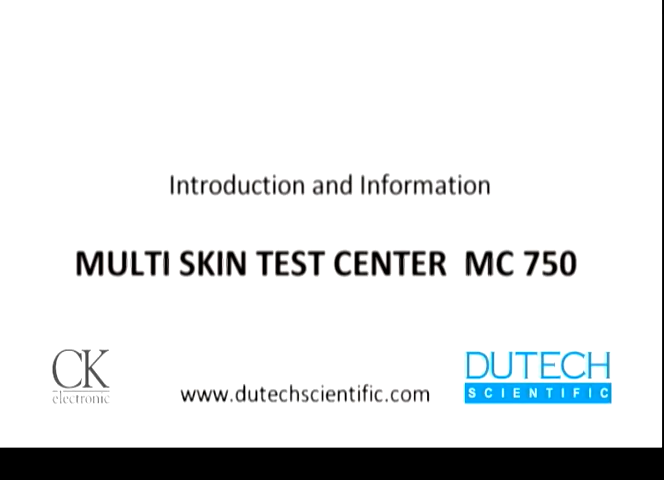 Introduction and Information
MULTI SKIN TEST CENTER MC 750
CK
electronic
www.dutechscientific.com
DUTECH
SCIENTIFIC